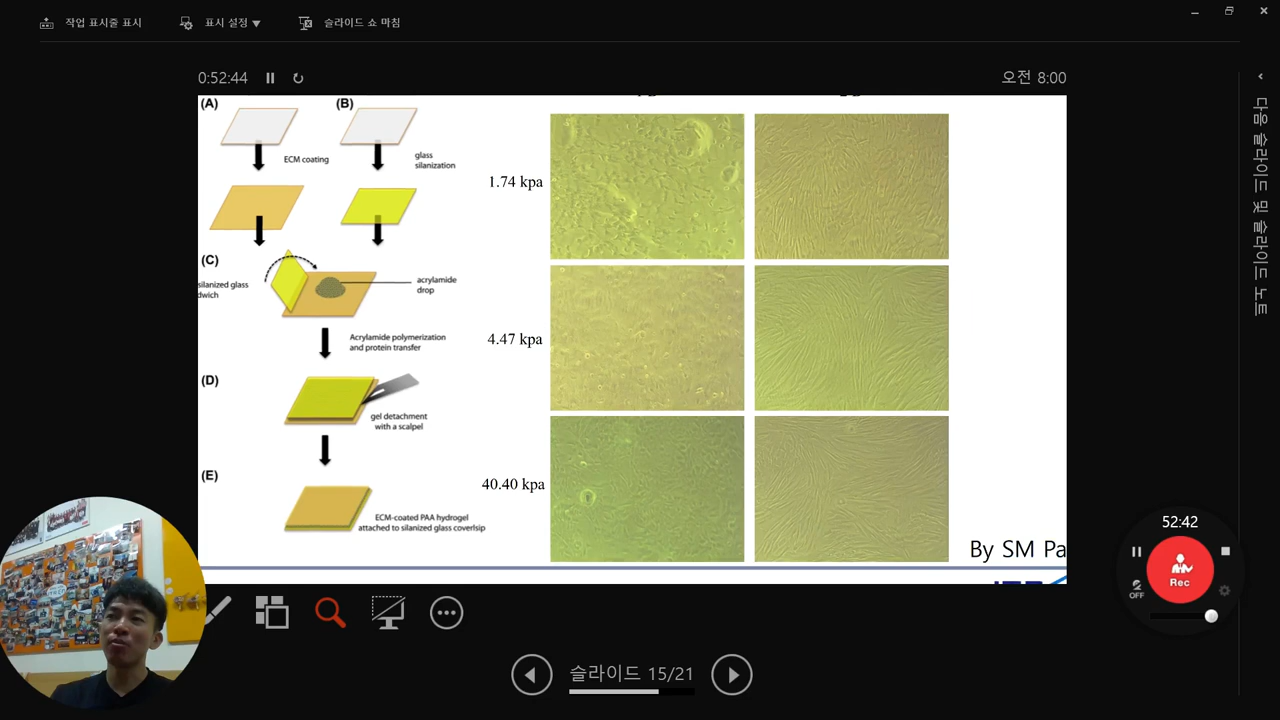 작업 표시줄 표시
표시 설정 ▼
슬라이드 쇼 마침
0:52:44
오전 8:00
다음 슬라이드 및 슬라이드 노트
(A)
(B)
ECM coating
glass
silanization
(C)
silanized glass
dwich
acrylamide
drop
Acrylamide polymerization
and protein transfer
(D)
gel detachment
with a scalpel
(E)
ECM-coated PAA hydrogel
attached to silanized glass coverlsip
1.74 kpa
4.47 kpa
40.40 kpa
By SM Pa
52:42
Rec
OFF
슬라이드 15/21